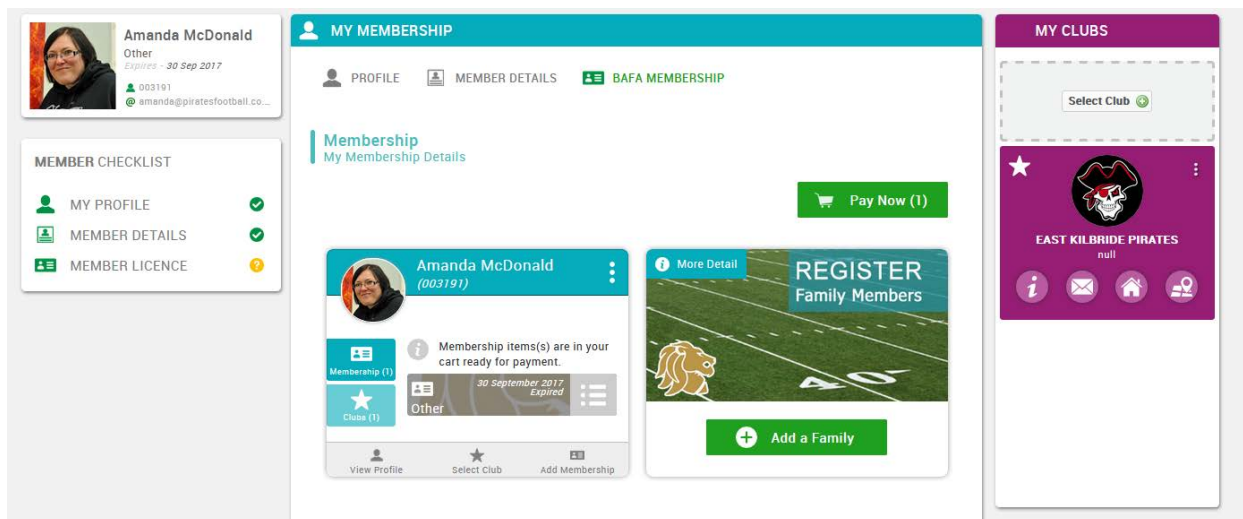 Amanda McDonald
Other
Expires - 30 Sep 2017
003191
amanda@piratesfootball.co...
MEMBER CHECKLIST
MY PROFILE
MEMBER DETAILS
MEMBER LICENCE
MY MEMBERSHIP
PROFILE
MEMBER DETAILS
BAFA MEMBERSHIP
Membership
My Membership Details
Pay Now (1)
Amanda McDonald
(003191)
Membership (1)
Clubs (1)
Membership items(s) are in your
cart ready for payment.
30 September 2017
Expired
Other
View Profile
Select Club
Add Membership
More Detail
REGISTER
Family Members
40
Add a Family
MY CLUBS
Select Club
EAST KILBRIDE PIRATES
null